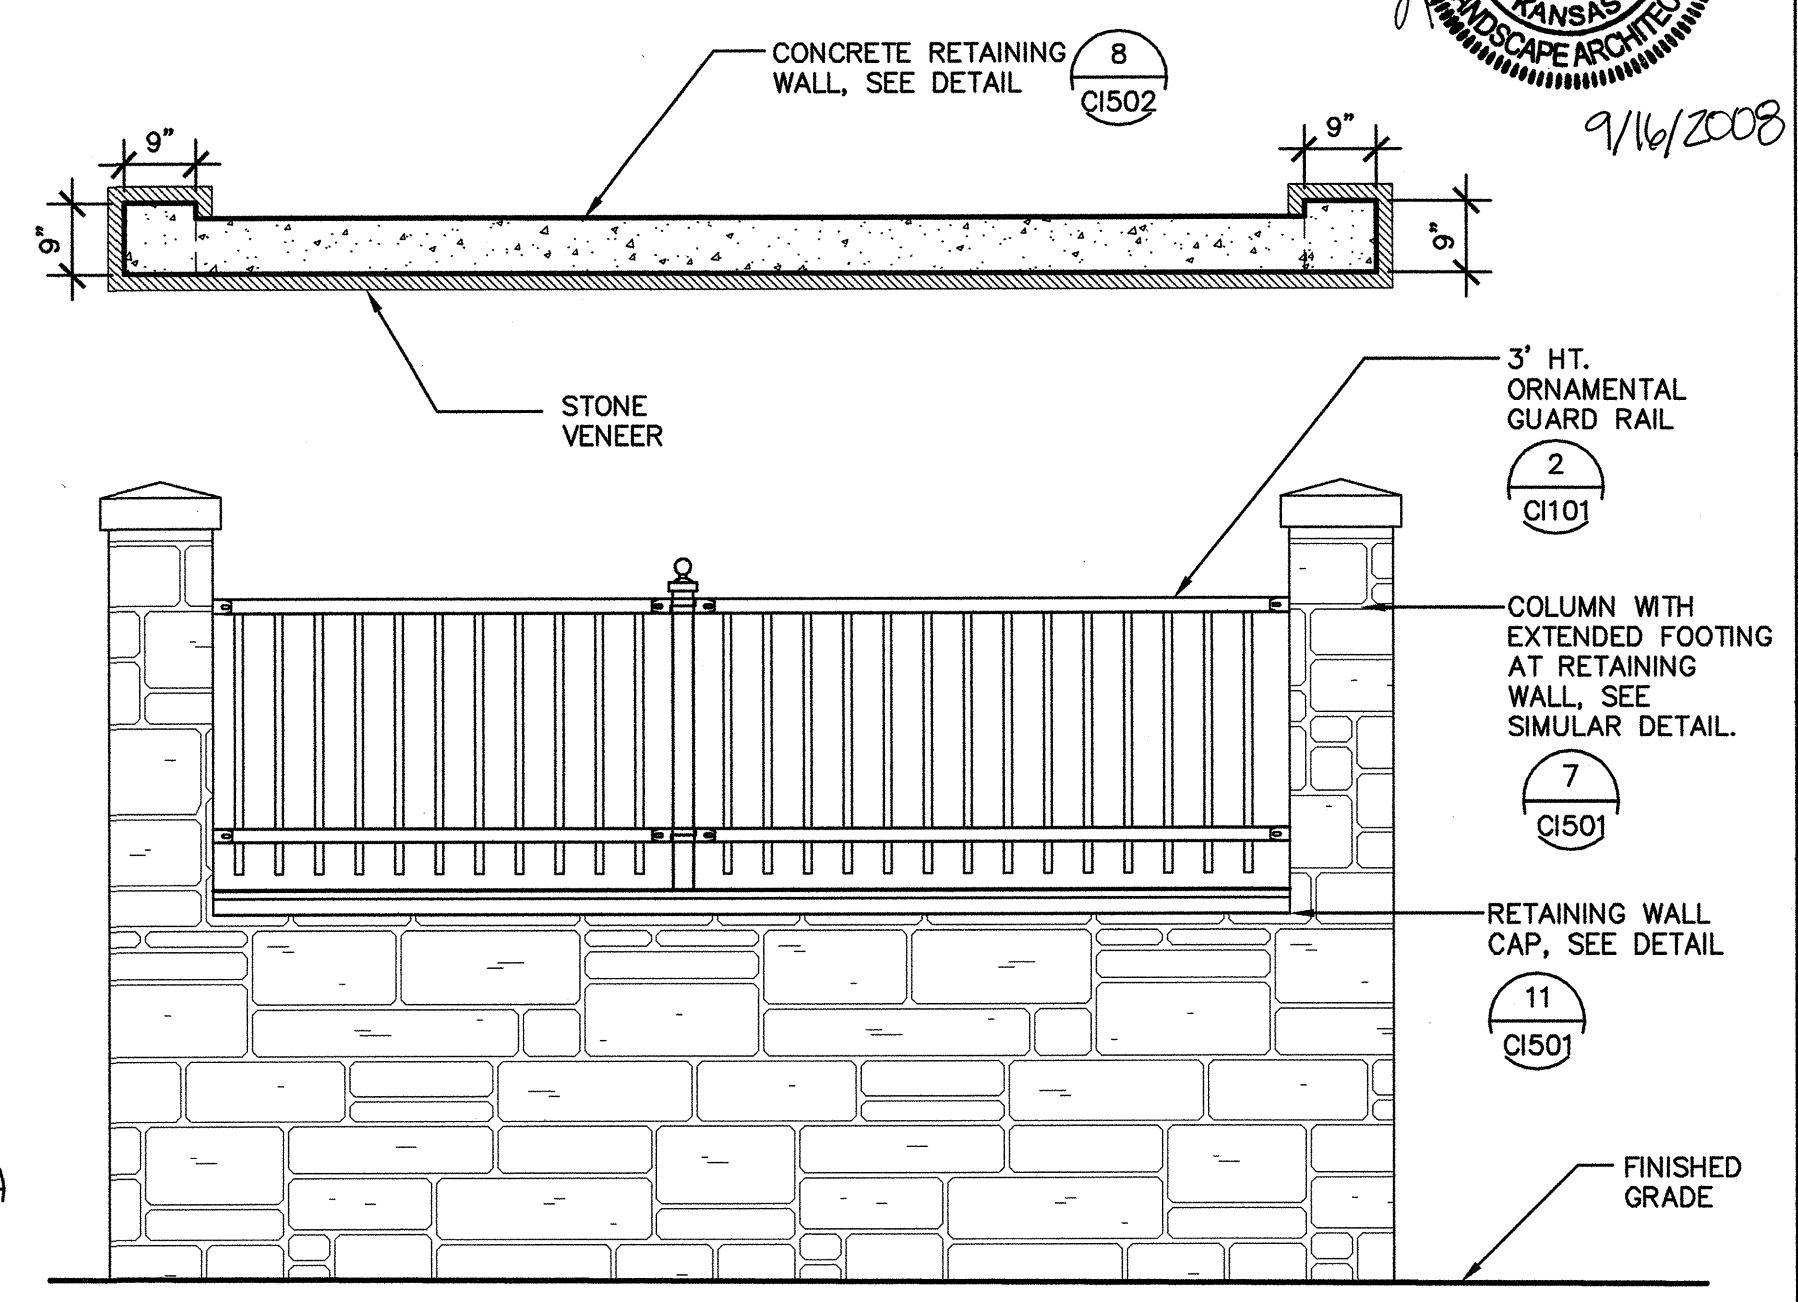 KANSAS
LANDSCAPE ARCHITECT
9/16/2008
CONCRETE RETAINING
WALL, SEE DETAIL
8
CI502
9"
9"
9"
9"
STONE
VENEER
3' HT.
ORNAMENTAL
GUARD RAIL
2
CI101
COLUMN WITH
EXTENDED FOOTING
AT RETAINING
WALL, SEE
SIMULAR DETAIL.
7
CI501
RETAINING WALL
CAP, SEE DETAIL
11
CI501
FINISHED
GRADE